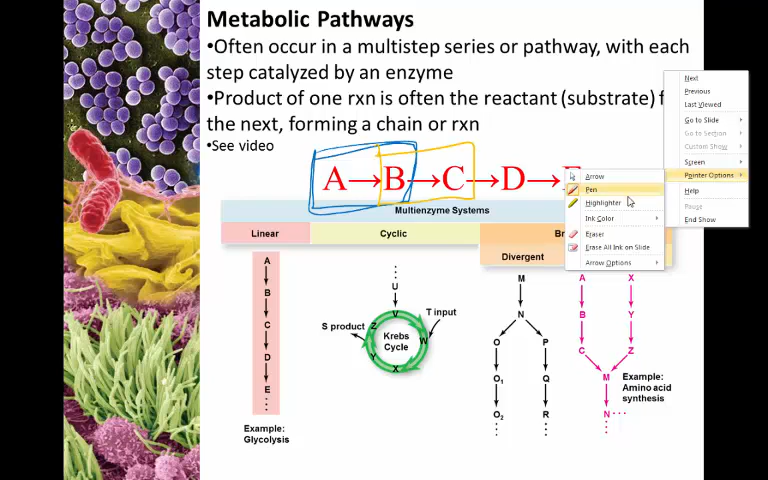 Metabolic Pathways
•Often occur in a multistep series or pathway, with each
step catalyzed by an enzyme
•Product of one rxn is often the reactant (substrate) f
the next, forming a chain or rxn
•See video
A→B→C→D→
Multienzyme Systems
Linear
Cyclic
Br
Divergent
A
B
C
D
E
Example:
Glycolysis
U
V
T input
S product
Z
W
Krebs
Cycle
Y
X
M
N
O
P
O1
Q
O2
R
A
X
B
Y
C
Z
M
N
Example:
Amino acid
synthesis
Next
Previous
Last Viewed
Go to Slide
Go to Section
Custom Show
Screen
Pointer Options
Help
Pause
End Show
Arrow
Pen
Highlighter
Ink Color
Eraser
Erase All Ink on Slide
Arrow Options